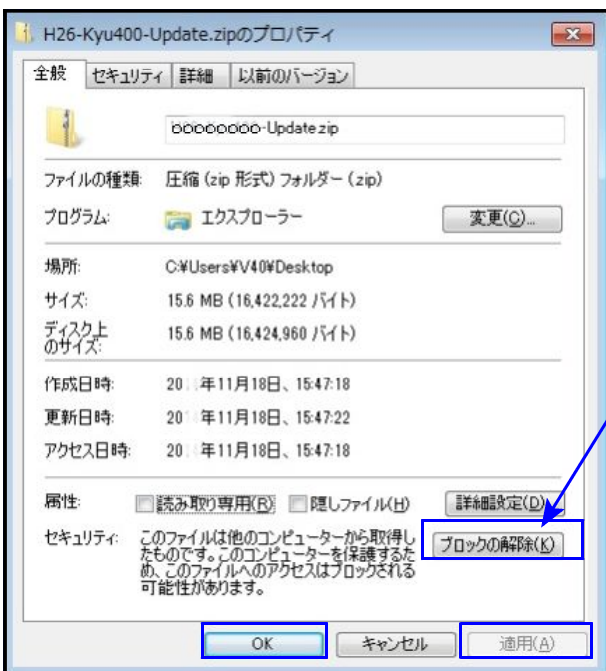 H26-Kyu400-Update.zipのプロパティ
全般 セキュリティ 詳細 以前のバージョン
oooooooo-Update.zip
ファイルの種類: 圧縮 (zip 形式) フォルダー (.zip)
プログラム: エクスプローラー 変更(C)...
場所: C:¥Users¥V40¥Desktop
サイズ: 15.6 MB (16,422,222 バイト)
ディスク上
のサイズ: 15.6 MB (16,424,960 バイト)
作成日時: 20 年11月18日、15:47:18
更新日時: 20 年11月18日、15:47:22
アクセス日時: 20 年11月18日、15:47:18
属性: 読み取り専用(R) 隠しファイル(H) 詳細設定(D)...
セキュリティ: このファイルは他のコンピューターから取得し
たものです。このコンピューターを保護するた
め、このファイルへのアクセスはブロックされる
可能性があります。
ブロックの解除(K)
OK キャンセル 適用(A)